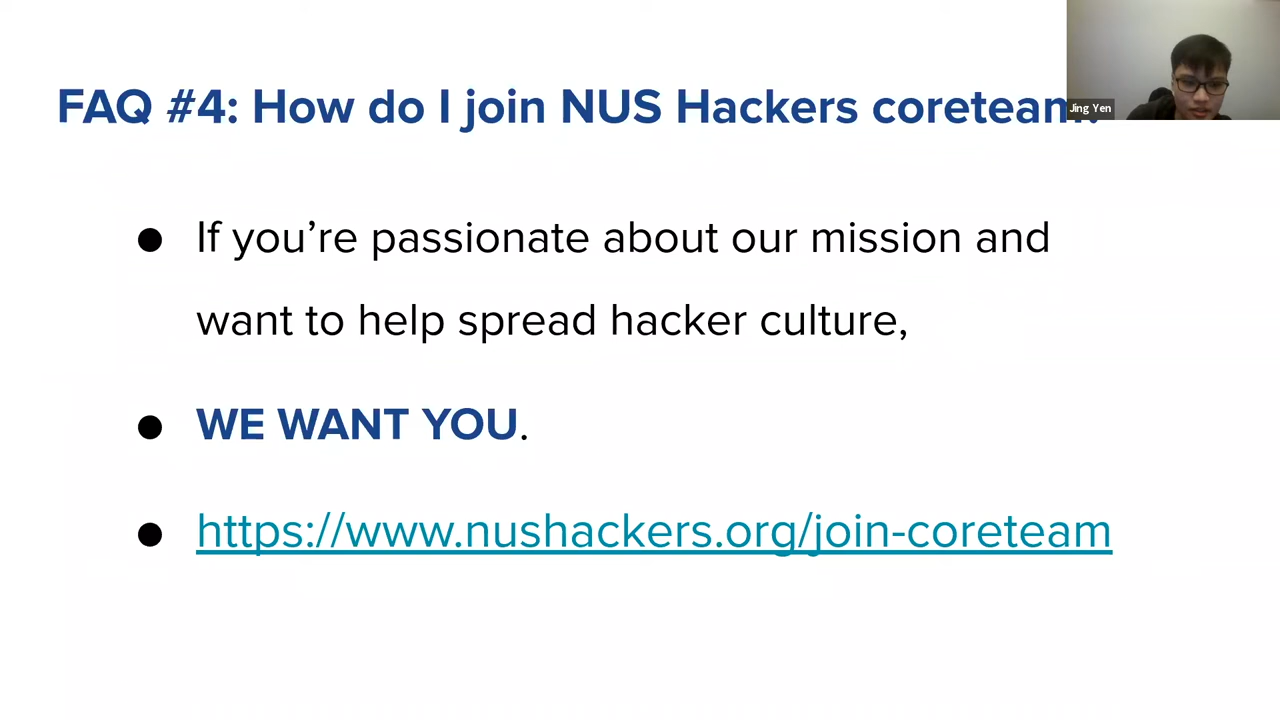 FAQ #4: How do I join NUS Hackers coreteam?
Jing Yen
If you're passionate about our mission and
want to help spread hacker culture,
WE WANT YOU.
https://www.nushackers.org/join-coreteam